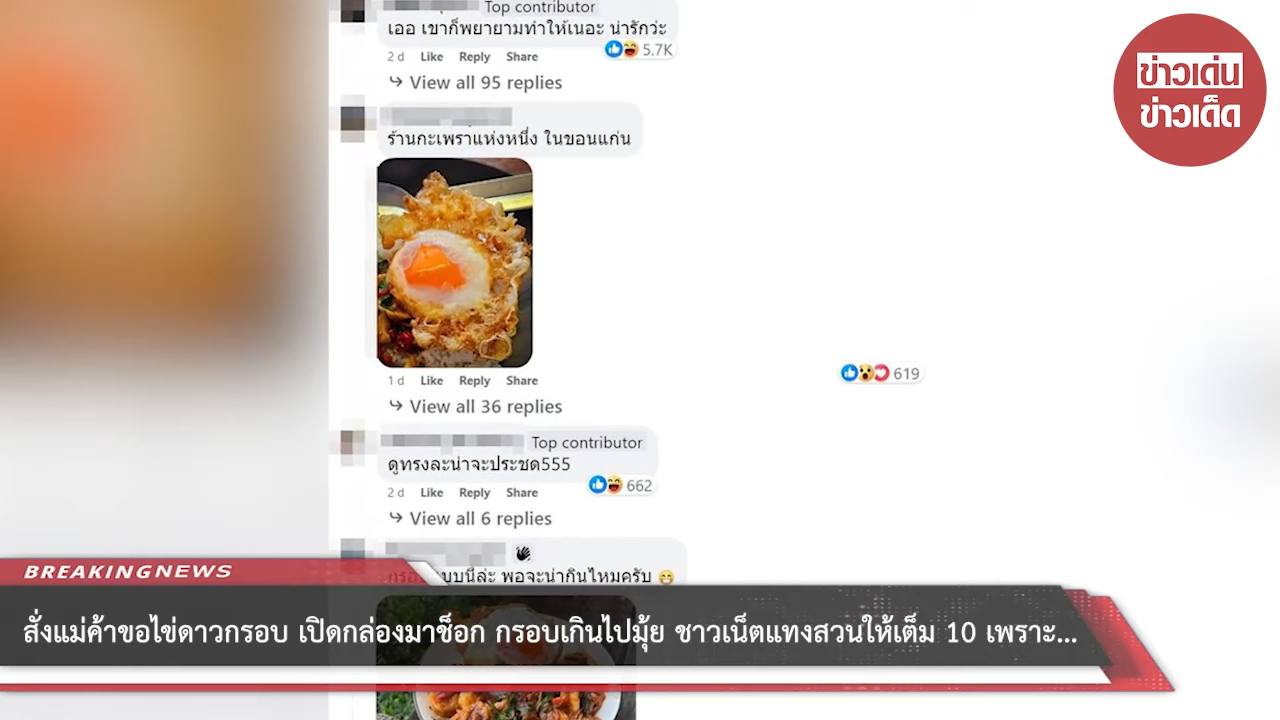 Top contributor
เออ เขาก็พยายามทำให้เนอะ น่ารักว่ะ
5.7K
2 d Like Reply Share
View all 95 replies
ร้านกะเพราแห่งหนึ่ง ในขอนแก่น
619
1 d Like Reply Share
View all 36 replies
Top contributor
ดูทรงละน่าจะประชด555
662
2 d Like Reply Share
View all 6 replies
พอจะน่ากินไหมครับ
ข่าวเด่น
ข่าวเด็ด
BREAKINGNEWS
สั่งแม่ค้าขอไข่ดาวกรอบ เปิดกล่องมาช็อก กรอบเกินไปมุ้ย ชาวเน็ตแทงสวนให้เต็ม 10 เพราะ...